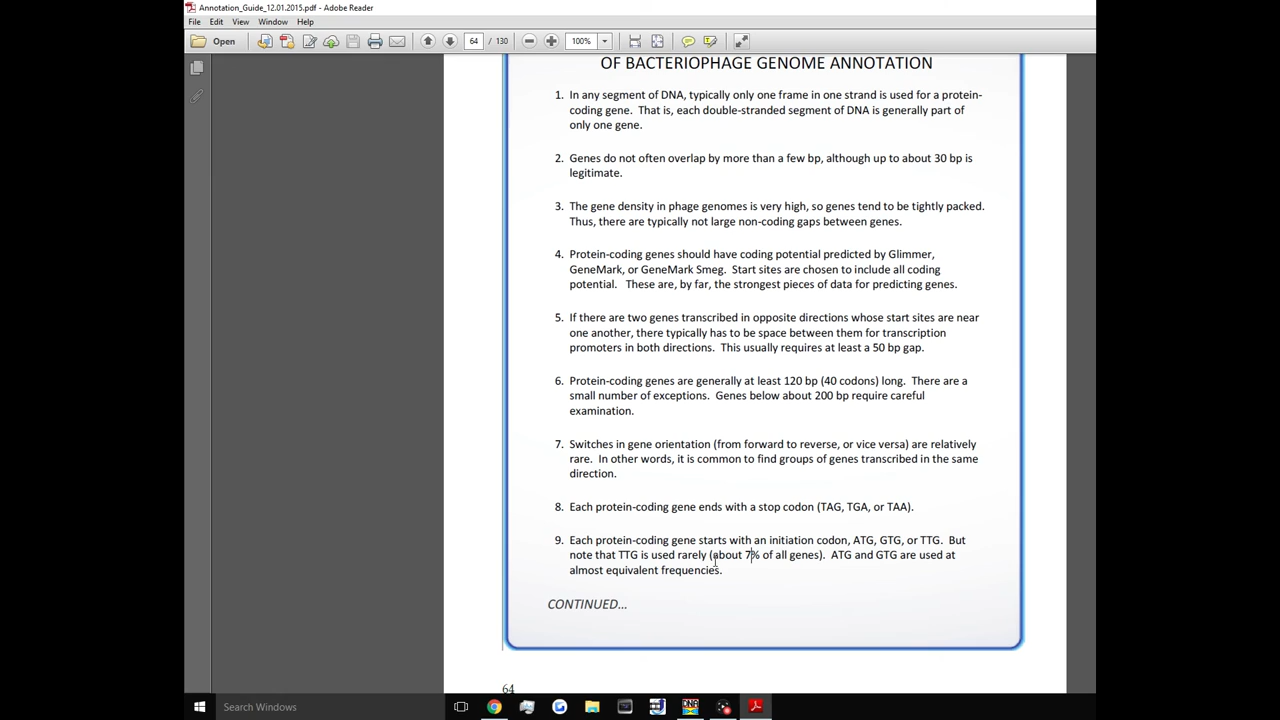 Annotation_Guide_12.01.2015.pdf - Adobe Reader
File Edit View Window Help
Open 64 / 130 100%
OF BACTERIOPHAGE GENOME ANNOTATION
1. In any segment of DNA, typically only one frame in one strand is used for a protein-
coding gene. That is, each double-stranded segment of DNA is generally part of
only one gene.
2. Genes do not often overlap by more than a few bp, although up to about 30 bp is
legitimate.
3. The gene density in phage genomes is very high, so genes tend to be tightly packed.
Thus, there are typically not large non-coding gaps between genes.
4. Protein-coding genes should have coding potential predicted by Glimmer,
GeneMark, or GeneMark Smeg. Start sites are chosen to include all coding
potential. These are, by far, the strongest pieces of data for predicting genes.
5. If there are two genes transcribed in opposite directions whose start sites are near
one another, there typically has to be space between them for transcription
promoters in both directions. This usually requires at least a 50 bp gap.
6. Protein-coding genes are generally at least 120 bp (40 codons) long. There are a
small number of exceptions. Genes below about 200 bp require careful
examination.
7. Switches in gene orientation (from forward to reverse, or vice versa) are relatively
rare. In other words, it is common to find groups of genes transcribed in the same
direction.
8. Each protein-coding gene ends with a stop codon (TAG, TGA, or TAA).
9. Each protein-coding gene starts with an initiation codon, ATG, GTG, or TTG. But
note that TTG is used rarely (about 7% of all genes). ATG and GTG are used at
almost equivalent frequencies.
CONTINUED...
64
Search Windows
DNA